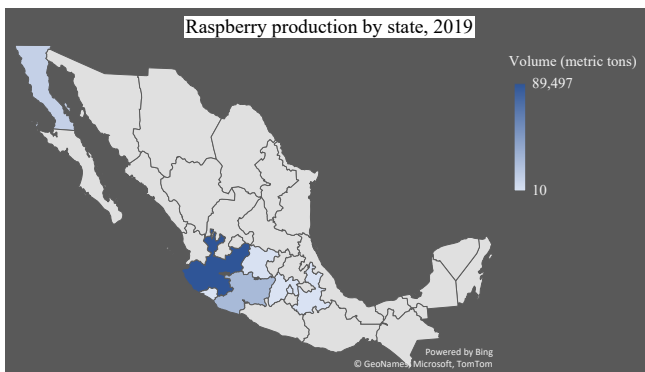 Raspberry production by state, 2019
Volume (metric tons)
89,497
10
Powered by Bing
© GeoNames, Microsoft, TomTom